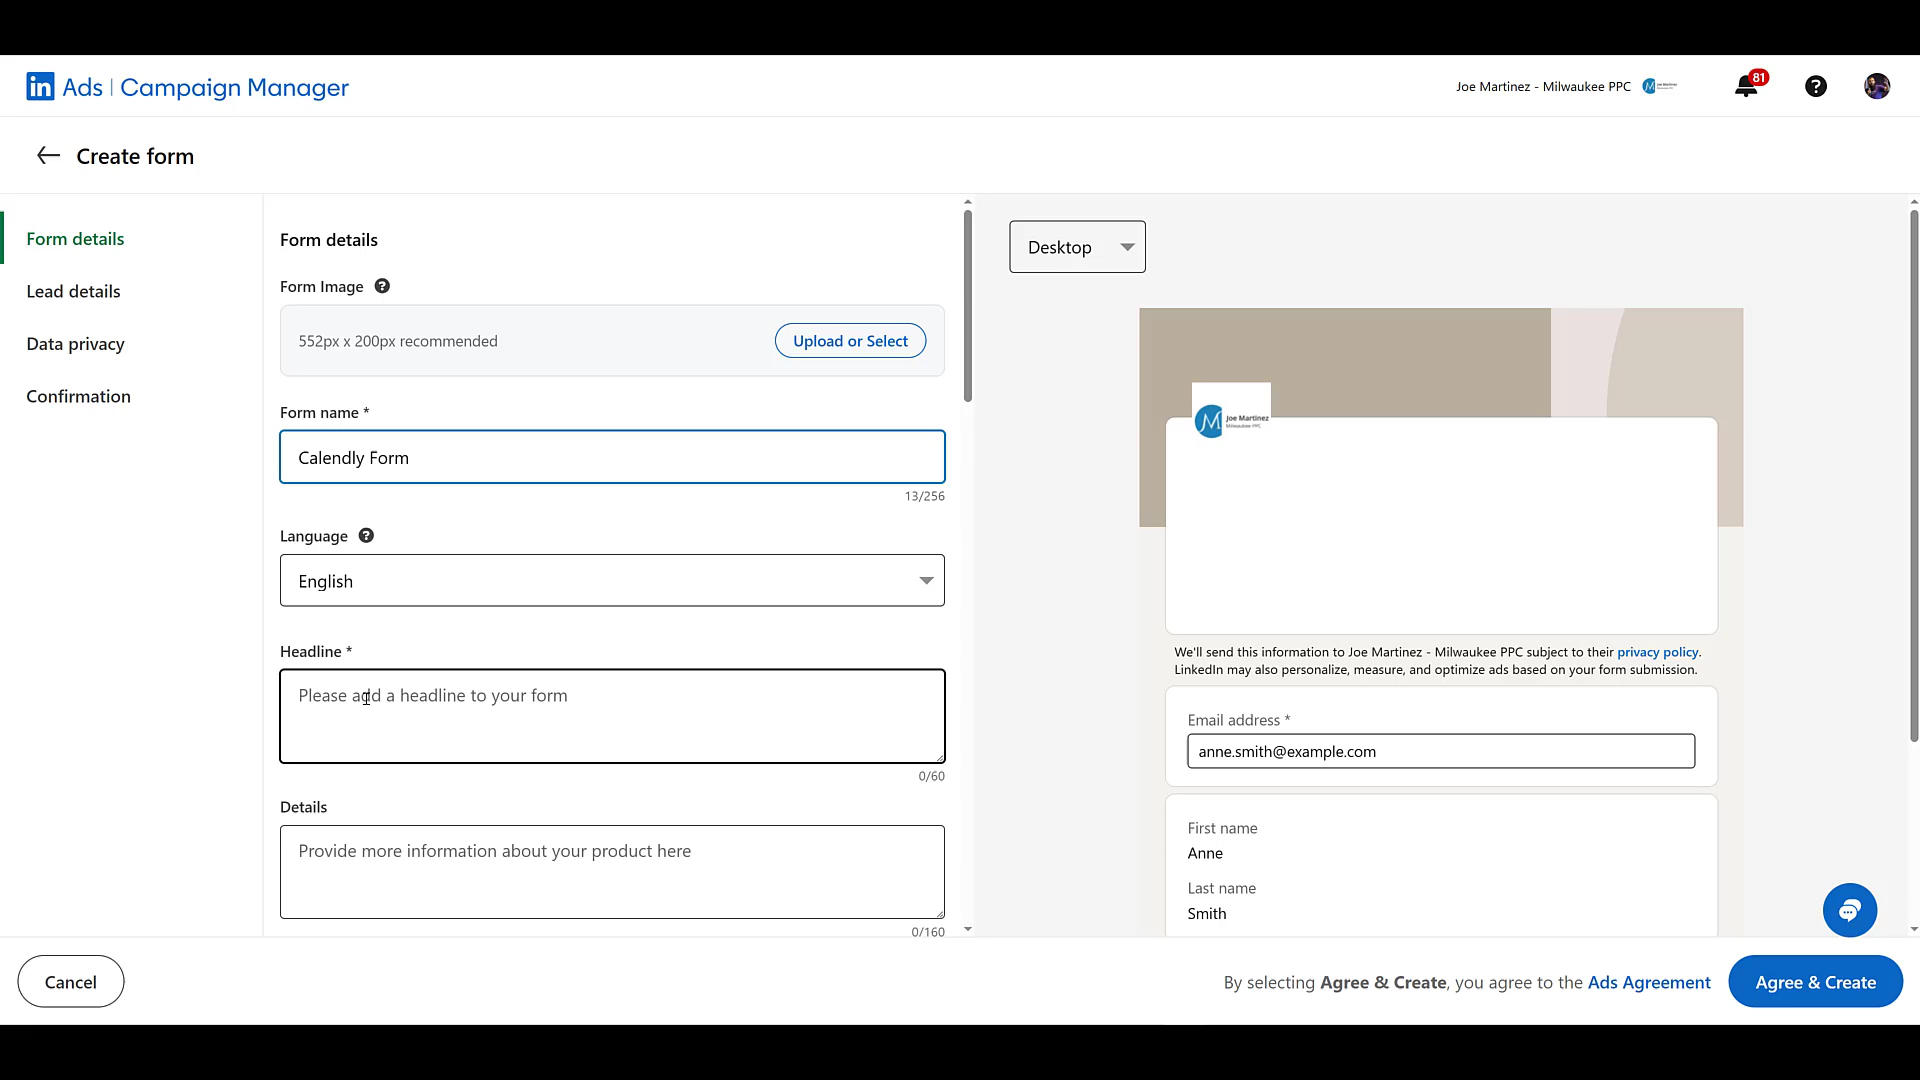 in Ads | Campaign Manager
Joe Martinez - Milwaukee PPC
81
Create form
Form details
Lead details
Data privacy
Confirmation
Form details
Form Image
552px x 200px recommended
Upload or Select
Form name *
Calendly Form
13/256
Language
English
Headline *
Please add a headline to your form
0/60
Details
Provide more information about your product here
0/160
Desktop
Joe Martinez
Milwaukee PPC
We'll send this information to Joe Martinez - Milwaukee PPC subject to their privacy policy.
LinkedIn may also personalize, measure, and optimize ads based on your form submission.
Email address *
anne.smith@example.com
First name
Anne
Last name
Smith
Cancel
By selecting Agree & Create, you agree to the Ads Agreement
Agree & Create